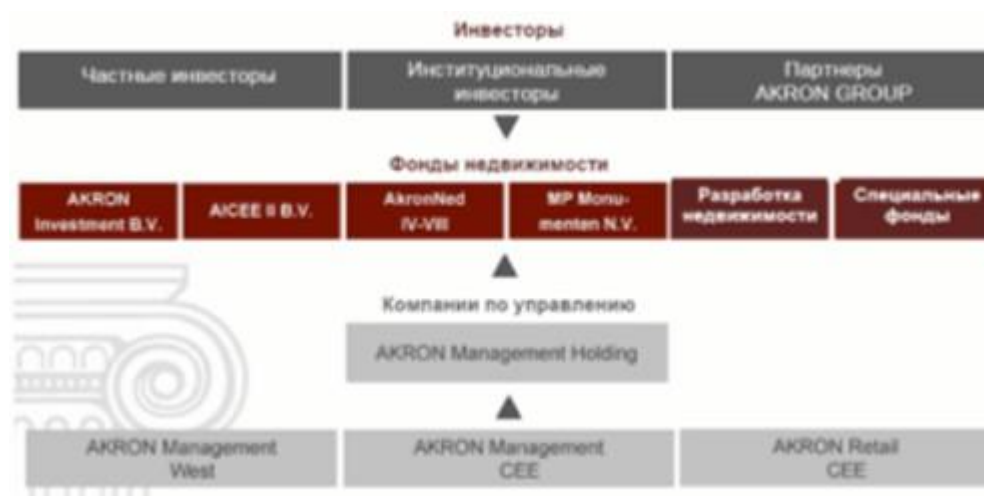 Инвесторы
Частные инвесторы
Институциональные
инвесторы
Партнеры
AKRON GROUP
Фонды недвижимости
AKRON
Investment B.V.
AICEE II B.V.
AkronNed
IV-VIII
MP Monu-
menten N.V.
Разработка
недвижимости
Специальные
фонды
Компании по управлению
AKRON Management Holding
AKRON Management
West
AKRON Management
CEE
AKRON Retail
CEE